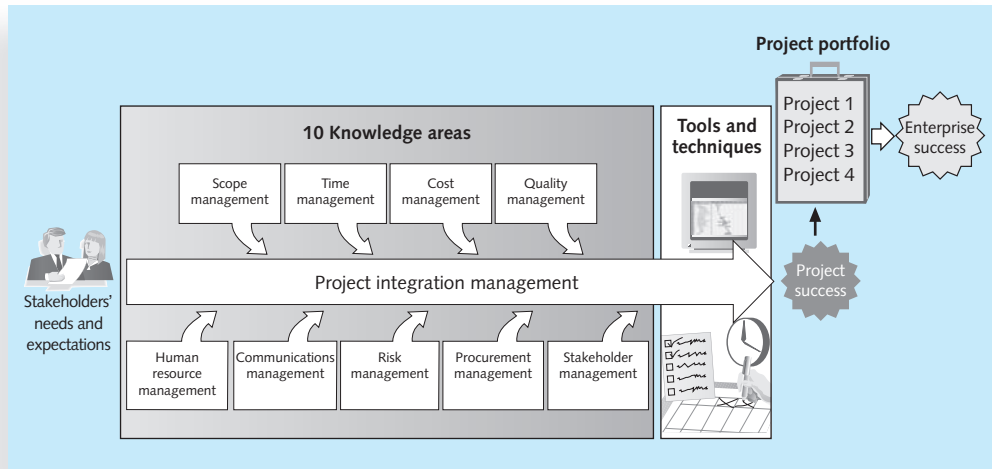 Project portfolio
Project 1
Project 2
Project 3
Project 4
Enterprise
success
10 Knowledge areas
Tools and
techniques
Scope
management
Time
management
Cost
management
Quality
management
Project integration management
Project
success
Stakeholders’
needs and
expectations
Human
resource
management
Communications
management
Risk
management
Procurement
management
Stakeholder
management